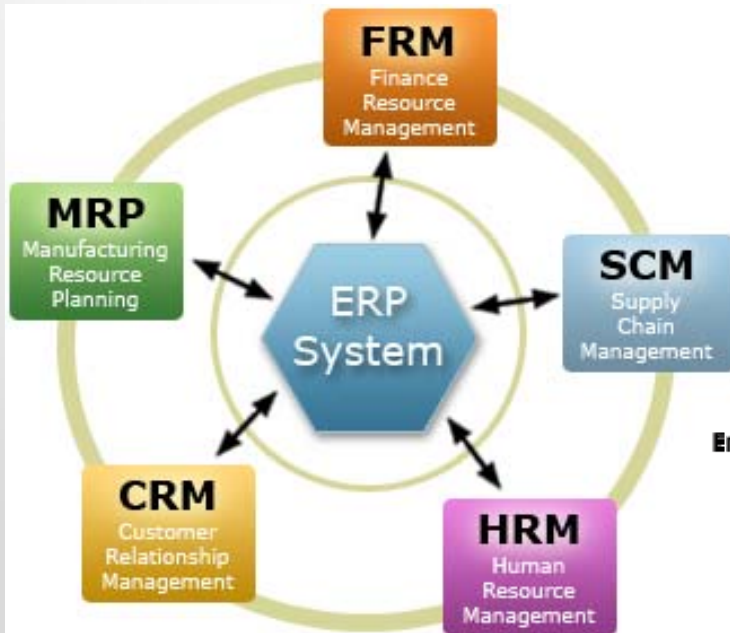 FRM
Finance
Resource
Management
MRP
Manufacturing
Resource
Planning
SCM
Supply
Chain
Management
ERP
System
CRM
Customer
Relationship
Management
HRM
Human
Resource
Management